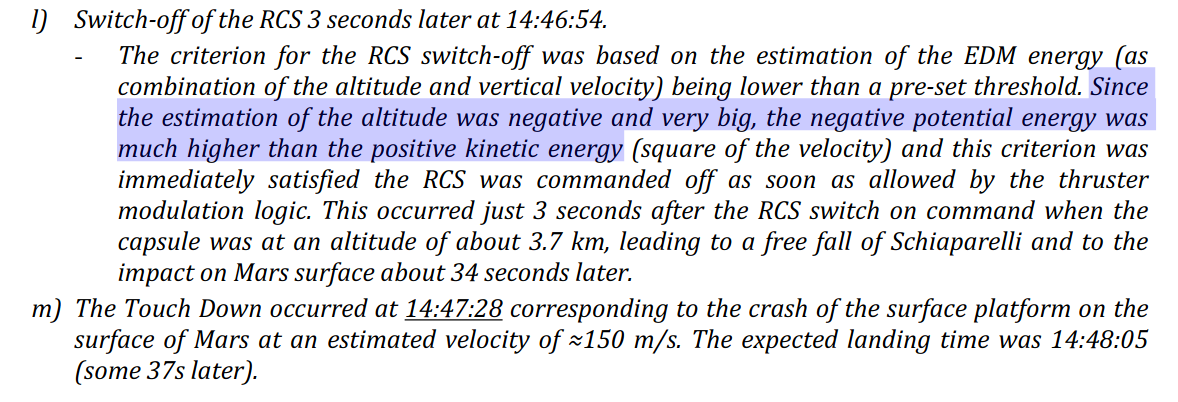 l) Switch-off of the RCS 3 seconds later at 14:46:54.
- The criterion for the RCS switch-off was based on the estimation of the EDM energy (as
combination of the altitude and vertical velocity) being lower than a pre-set threshold. Since
the estimation of the altitude was negative and very big, the negative potential energy was
much higher than the positive kinetic energy (square of the velocity) and this criterion was
immediately satisfied the RCS was commanded off as soon as allowed by the thruster
modulation logic. This occurred just 3 seconds after the RCS switch on command when the
capsule was at an altitude of about 3.7 km, leading to a free fall of Schiaparelli and to the
impact on Mars surface about 34 seconds later.
m) The Touch Down occurred at 14:47:28 corresponding to the crash of the surface platform on the
surface of Mars at an estimated velocity of ≈150 m/s. The expected landing time was 14:48:05
(some 37s later).